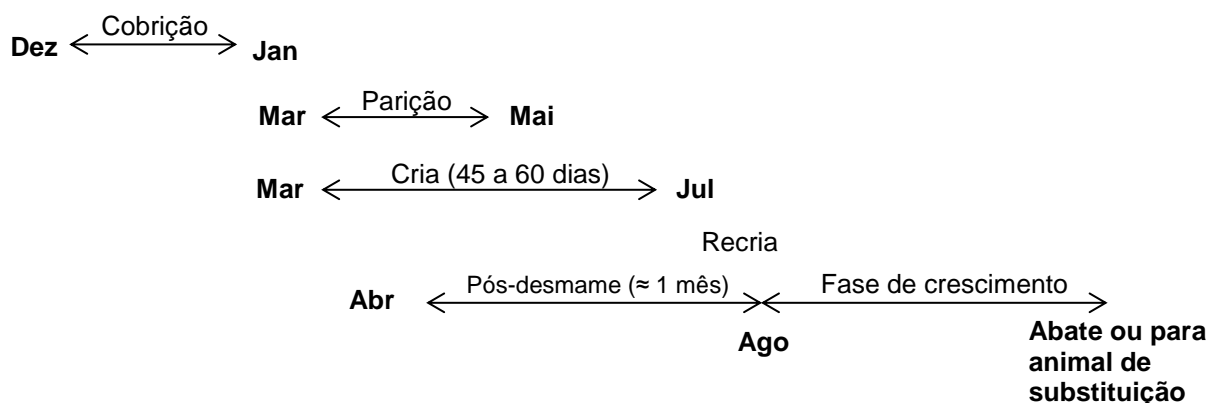 Cobrição
Dez
Jan
Parição
Mar
Mai
Cria (45 a 60 dias)
Mar
Jul
Recria
Pós-desmame (≈ 1 mês)
Fase de crescimento
Abr
Ago
Abate ou para
animal de
substituição